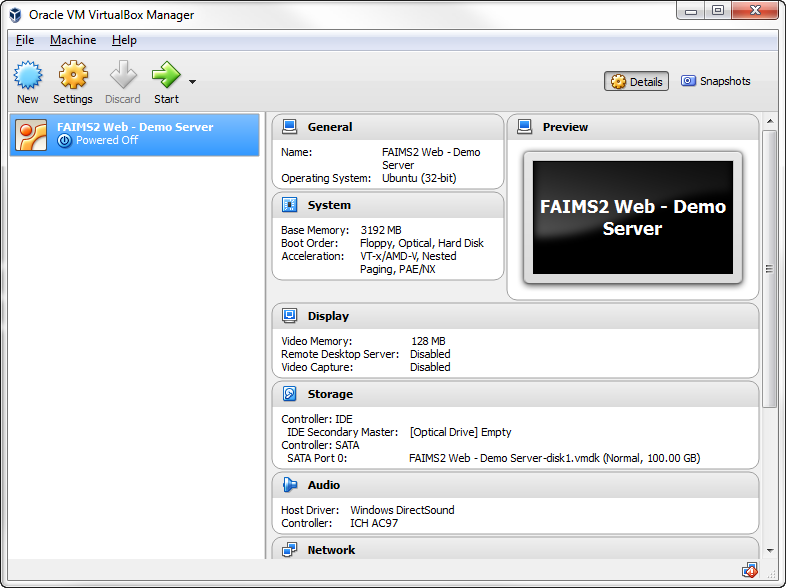 Oracle VM VirtualBox Manager
File Machine Help
New Settings Discard Start
Details Snapshots
FAIMS2 Web - Demo Server
Powered Off
General
Name: FAIMS2 Web - Demo
Server
Operating System: Ubuntu (32-bit)
Preview
FAIMS2 Web - Demo
Server
System
Base Memory: 3192 MB
Boot Order: Floppy, Optical, Hard Disk
Acceleration: VT-x/AMD-V, Nested
Paging, PAE/NX
Display
Video Memory: 128 MB
Remote Desktop Server: Disabled
Video Capture: Disabled
Storage
Controller: IDE
IDE Secondary Master: [Optical Drive] Empty
Controller: SATA
SATA Port 0: FAIMS2 Web - Demo Server-disk1.vmdk (Normal, 100.00 GB)
Audio
Host Driver: Windows DirectSound
Controller: ICH AC97
Network